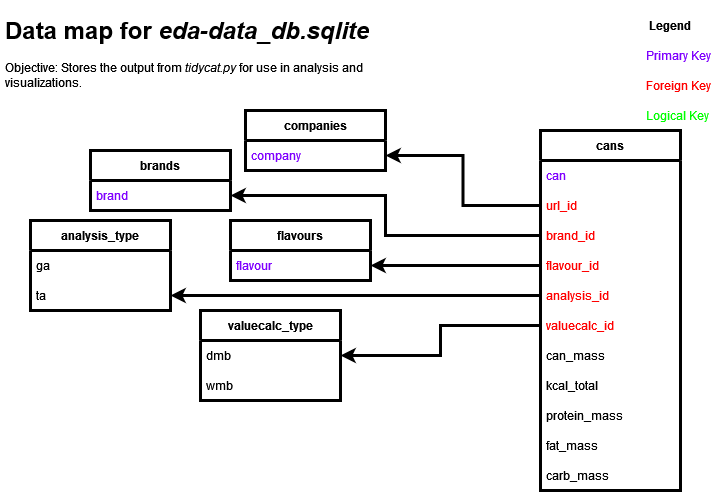 Data map for eda-data_db.sqlite
Objective: Stores the output from tidycat.py for use in analysis and
visualizations.
Legend
Primary Key
Foreign Key
Logical Key
companies
company
brands
brand
analysis_type
ga
ta
flavours
flavour
valuecalc_type
dmb
wmb
cans
can
url_id
brand_id
flavour_id
analysis_id
valuecalc_id
can_mass
kcal_total
protein_mass
fat_mass
carb_mass